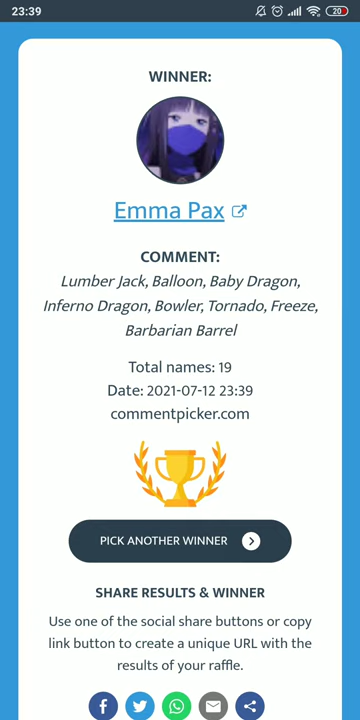 23:39
20
WINNER:
Emma Pax
COMMENT:
Lumber Jack, Balloon, Baby Dragon,
Inferno Dragon, Bowler, Tornado, Freeze,
Barbarian Barrel
Total names: 19
Date: 2021-07-12 23:39
commentpicker.com
PICK ANOTHER WINNER
SHARE RESULTS & WINNER
Use one of the social share buttons or copy
link button to create a unique URL with the
results of your raffle.